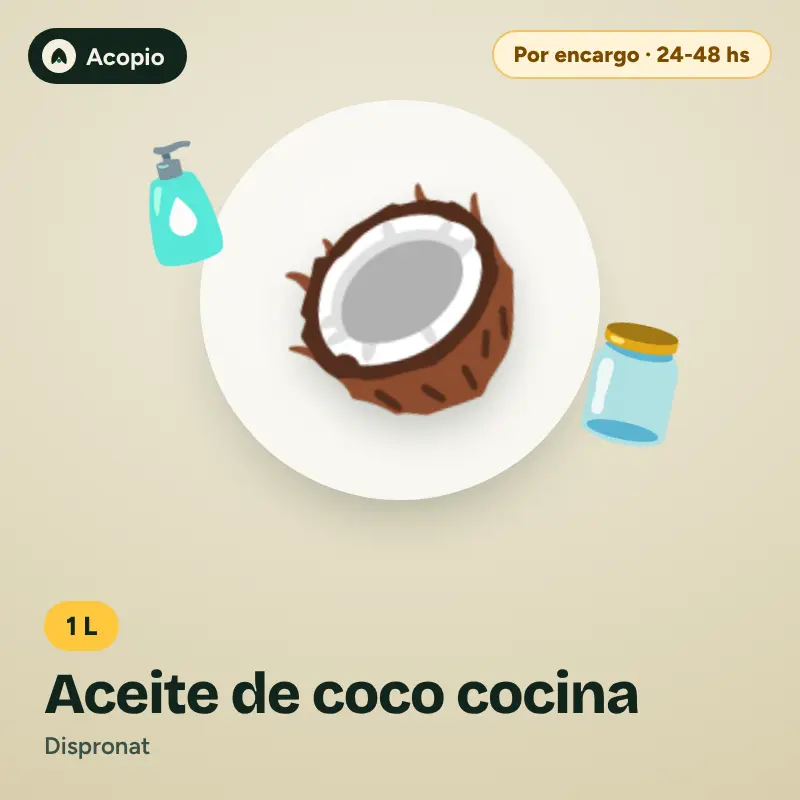 Acopio
Por encargo · 24-48 hs
1 L
Aceite de coco cocina
Dispronat